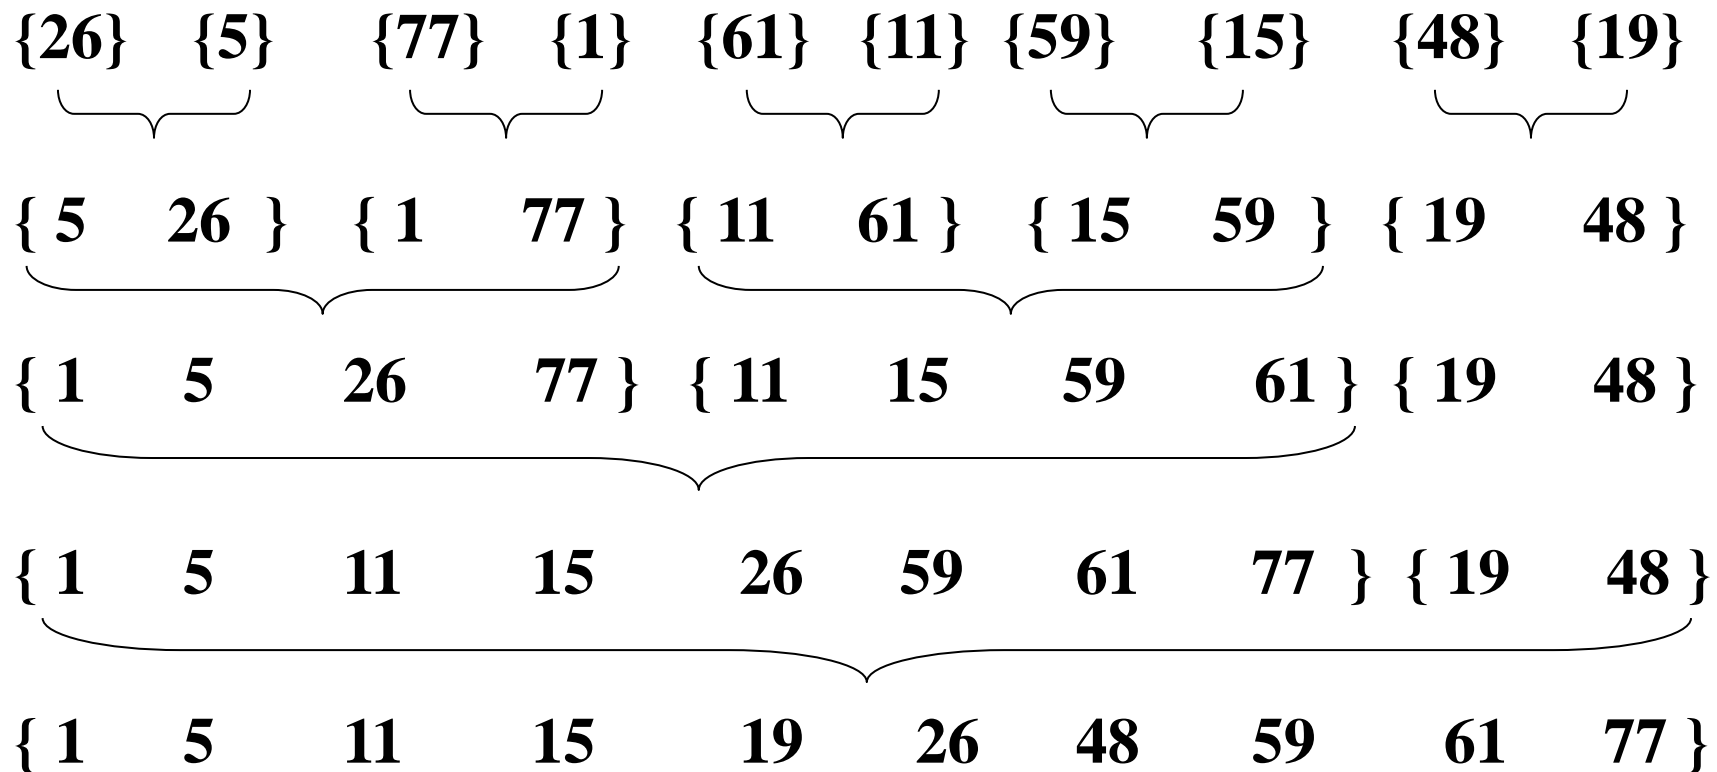 {26} {5} {77} {1} {61} {11} {59} {15} {48} {19}
{ 5 26 } { 1 77 } { 11 61 } { 15 59 } { 19 48 }
{ 1 5 26 77 } { 11 15 59 61 } { 19 48 }
{ 1 5 11 15 26 59 61 77 } { 19 48 }
{ 1 5 11 15 19 26 48 59 61 77 }